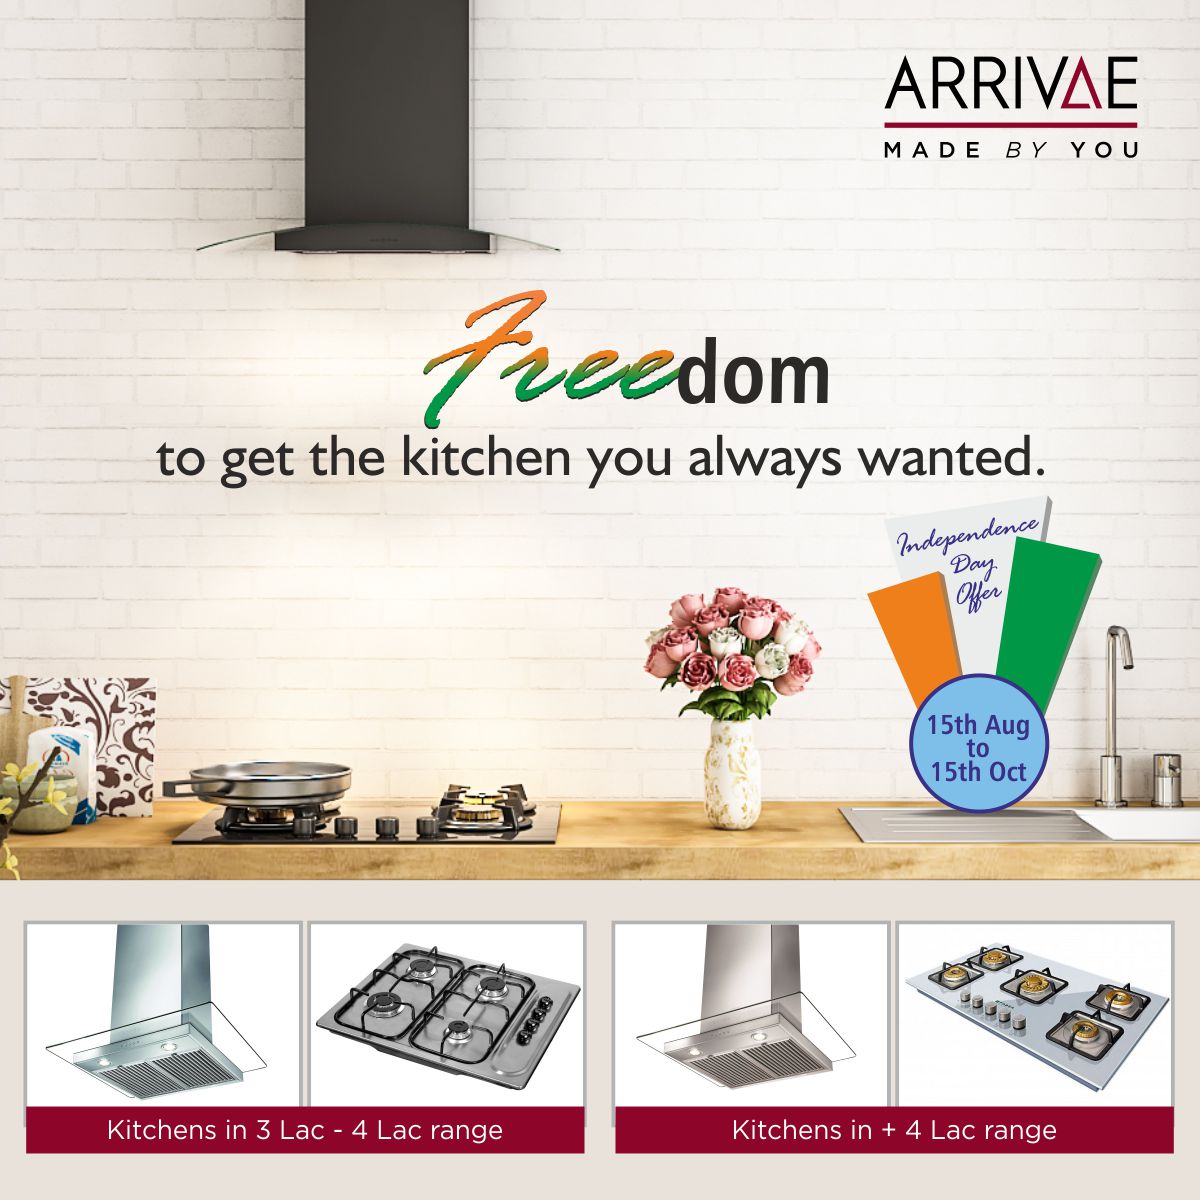 ARRIVAE
MADE BY YOU
Freedom
to get the kitchen you always wanted.
Independence
Day
Offer
15th Aug
to
15th Oct
Kitchens in 3 Lac - 4 Lac range
Kitchens in + 4 Lac range